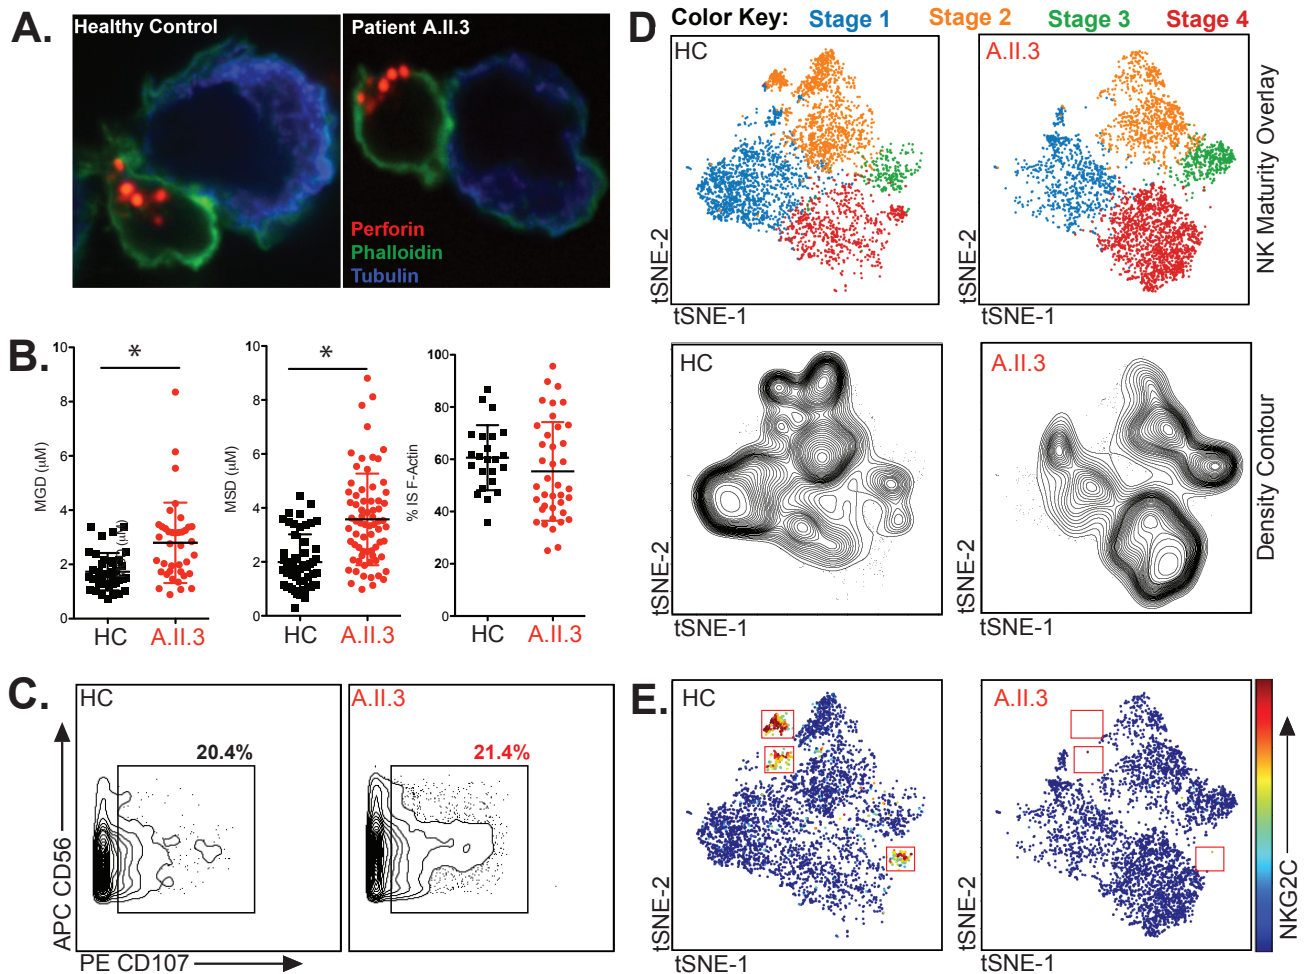 A.
Healthy Control
Patient A.II.3
Perforin
Phalloidin
Tubulin
B.
10
8
6
4
2
0
MGD (µM)
*
HC
A.II.3
10
8
6
4
2
0
MSD (µM)
*
HC
A.II.3
100
80
60
40
20
0
% IS F-Actin
HC
A.II.3
C.
HC
20.4%
A.II.3
21.4%
APC CD56
PE CD107
D.
Color Key: Stage 1 Stage 2 Stage 3 Stage 4
HC
tSNE-2
tSNE-1
A.II.3
tSNE-2
tSNE-1
NK Maturity Overlay
HC
tSNE-2
tSNE-1
A.II.3
tSNE-2
tSNE-1
Density Contour
E.
HC
tSNE-2
tSNE-1
A.II.3
tSNE-2
tSNE-1
NKG2C